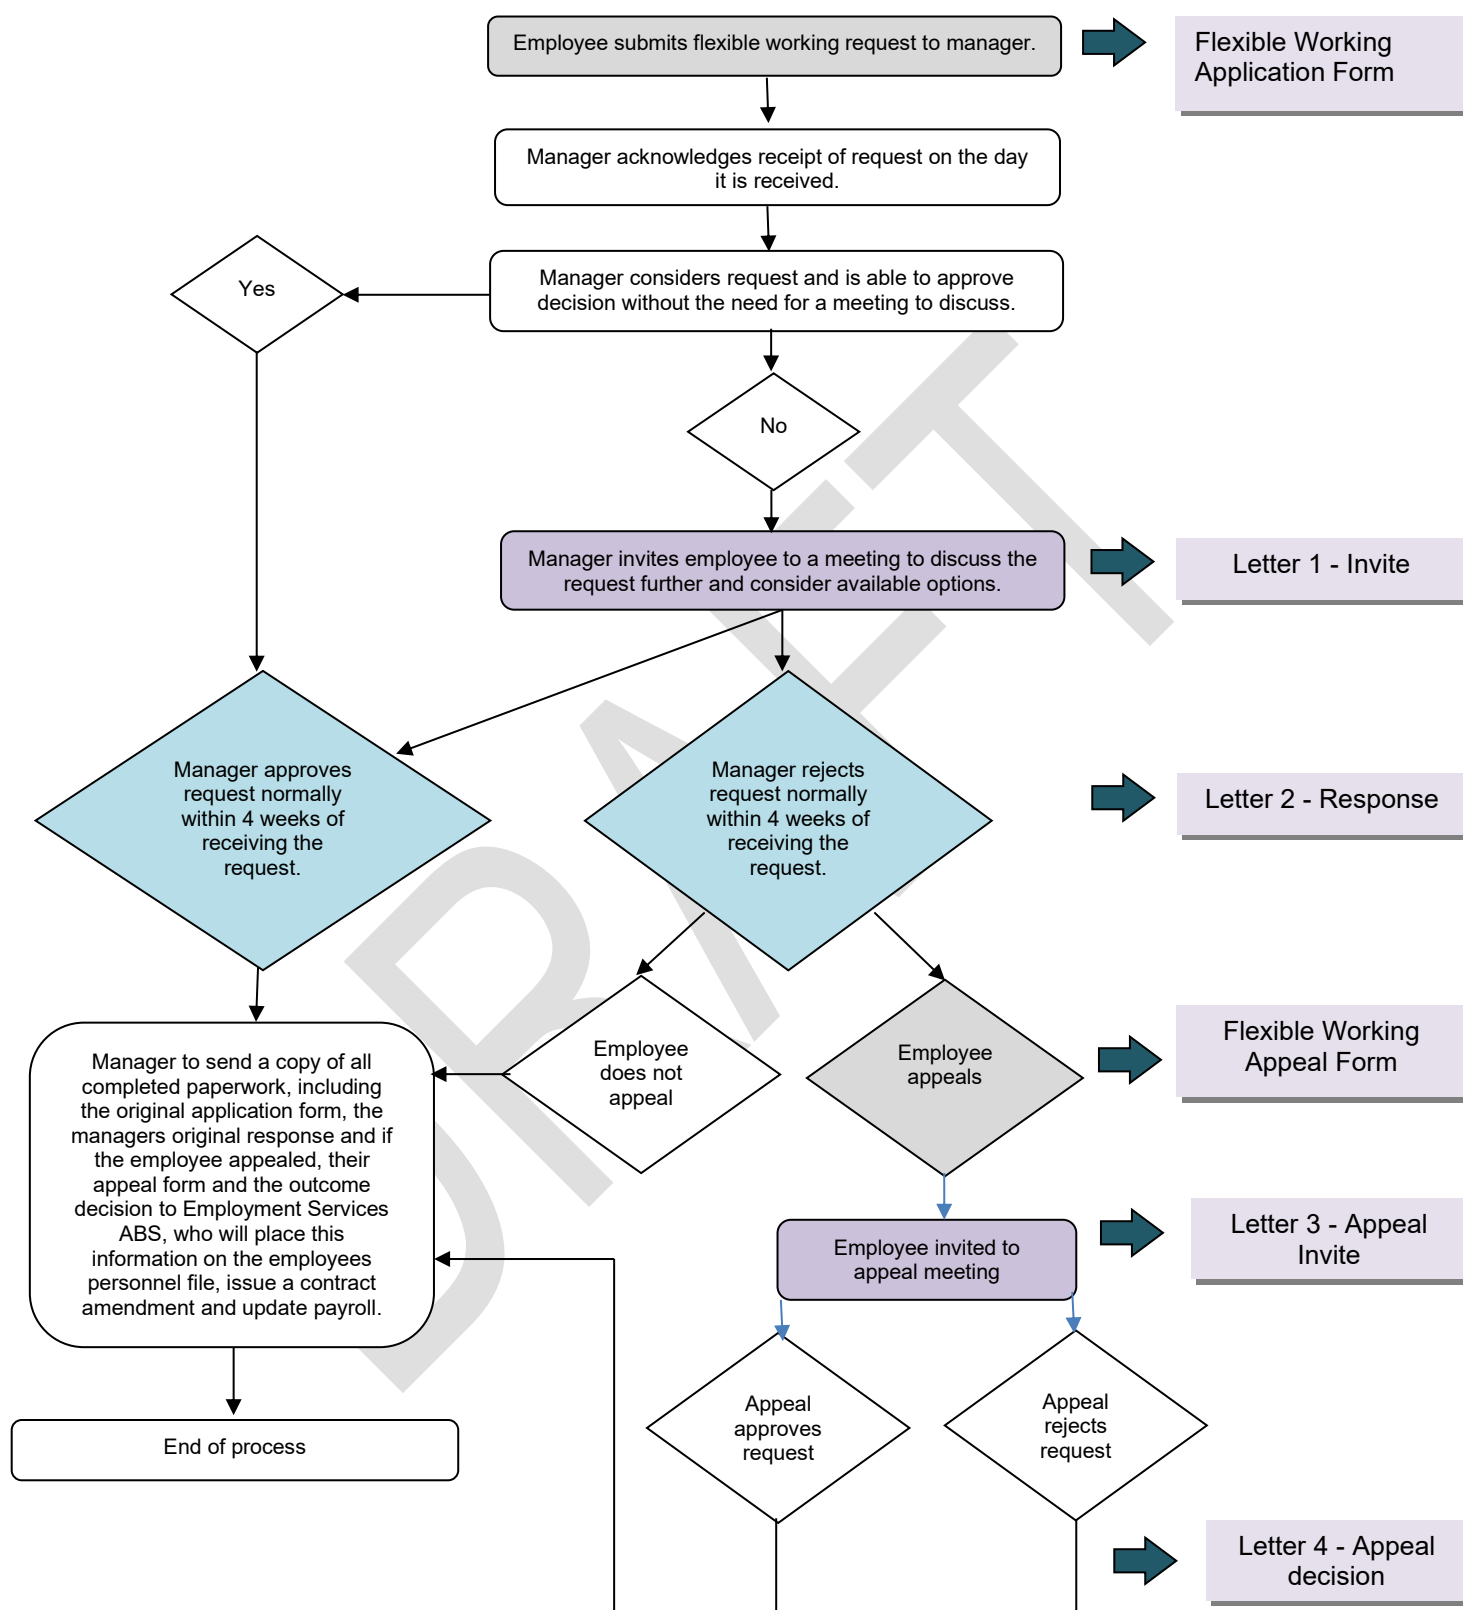 Employee submits flexible working request to manager.
Flexible Working
Application Form
Manager acknowledges receipt of request on the day
it is received.
Yes
Manager considers request and is able to approve
decision without the need for a meeting to discuss.
No
Manager invites employee to a meeting to discuss the
request further and consider available options.
Letter 1 - Invite
Manager approves
request normally
within 4 weeks of
receiving the
request.
Manager rejects
request normally
within 4 weeks of
receiving the
request.
Letter 2 - Response
Manager to send a copy of all
completed paperwork, including
the original application form, the
managers original response and if
the employee appealed, their
appeal form and the outcome
decision to Employment Services
ABS, who will place this
information on the employees
personnel file, issue a contract
amendment and update payroll.
Employee
does not
appeal
Employee
appeals
Flexible Working
Appeal Form
Employee invited to
appeal meeting
Letter 3 - Appeal
Invite
End of process
Appeal
approves
request
Appeal
rejects
request
Letter 4 - Appeal
decision
DRAFT